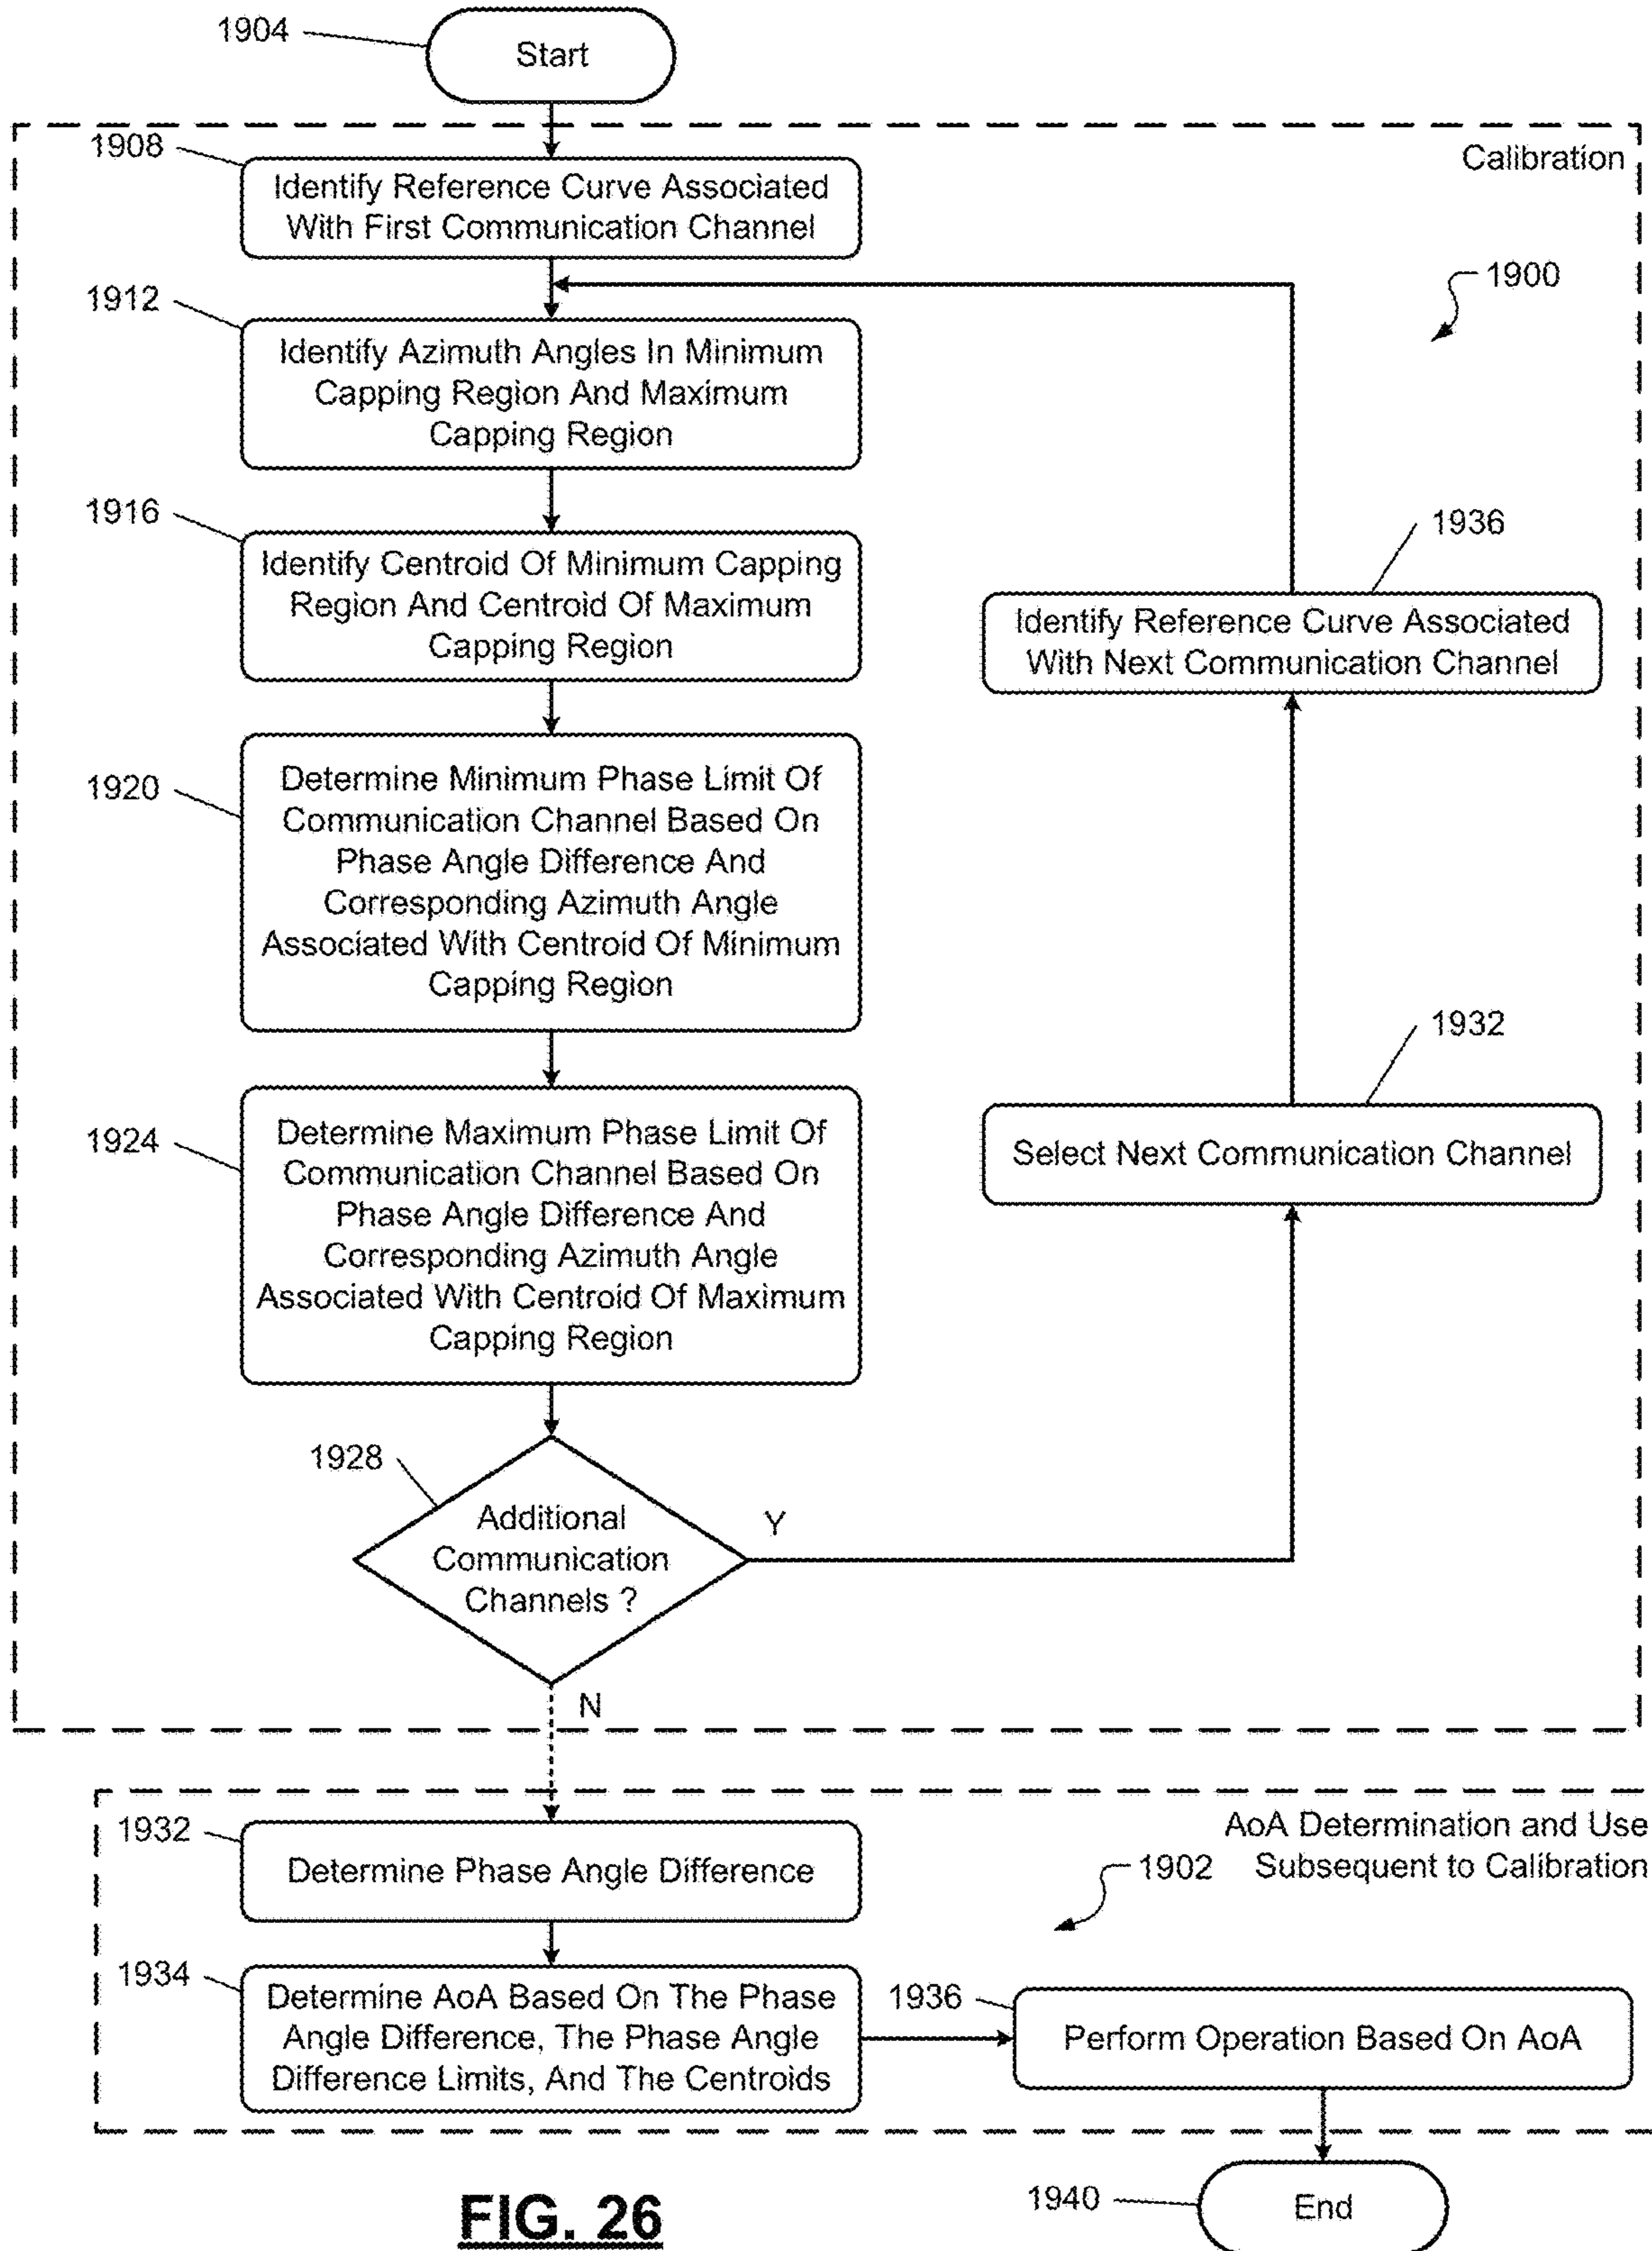 1904
Start
Calibration
1908
Identify Reference Curve Associated
With First Communication Channel
1900
1912
Identify Azimuth Angles In Minimum
Capping Region And Maximum
Capping Region
1916
Identify Centroid Of Minimum Capping
Region And Centroid Of Maximum
Capping Region
1936
Identify Reference Curve Associated
With Next Communication Channel
1920
Determine Minimum Phase Limit Of
Communication Channel Based On
Phase Angle Difference And
Corresponding Azimuth Angle
Associated With Centroid Of Minimum
Capping Region
1932
Select Next Communication Channel
1924
Determine Maximum Phase Limit Of
Communication Channel Based On
Phase Angle Difference And
Corresponding Azimuth Angle
Associated With Centroid Of Maximum
Capping Region
1928
Additional
Communication
Channels ?
Y
N
AoA Determination and Use
Subsequent to Calibration
1902
1932
Determine Phase Angle Difference
1934
Determine AoA Based On The Phase
Angle Difference, The Phase Angle
Difference Limits, And The Centroids
1936
Perform Operation Based On AoA
1940
End
FIG. 26